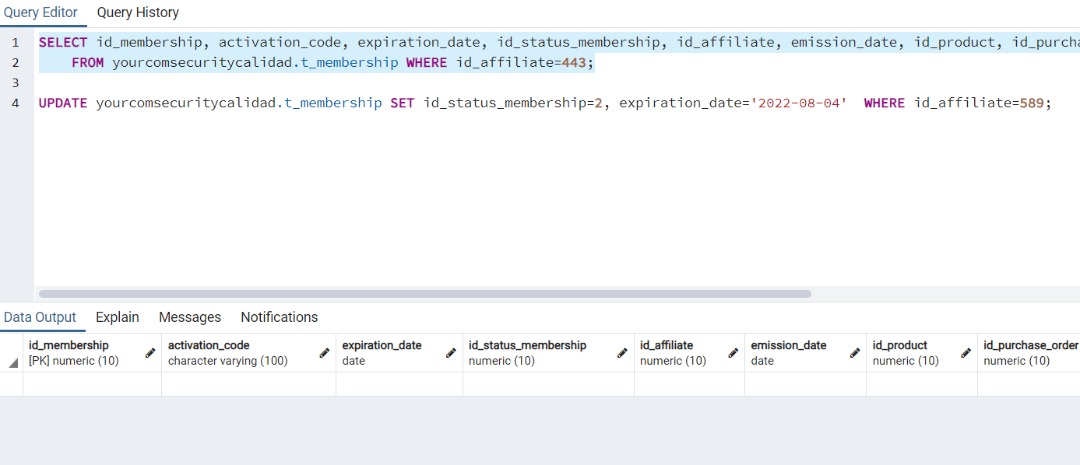 Query Editor Query History
1 SELECT id_membership, activation_code, expiration_date, id_status_membership, id_affiliate, emission_date, id_product, id_purcha
2 FROM yourcomsecuritycalidad.t_membership WHERE id_affiliate=443;
3
4 UPDATE yourcomsecuritycalidad.t_membership SET id_status_membership=2, expiration_date='2022-08-04' WHERE id_affiliate=589;
Data Output Explain Messages Notifications
id_membership activation_code expiration_date id_status_membership id_affiliate emission_date id_product id_purchase_order
[PK] numeric (10) character varying (100) date numeric (10) numeric (10) date numeric (10) numeric (10)